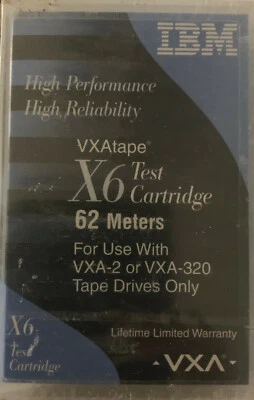 IBM
High Performance
High Reliability
VXAtape
X6 Test
Cartridge
62 Meters
For Use With
VXA-2 or VXA-320
Tape Drives Only
X6
Test
Cartridge
Lifetime Limited Warranty
VXA